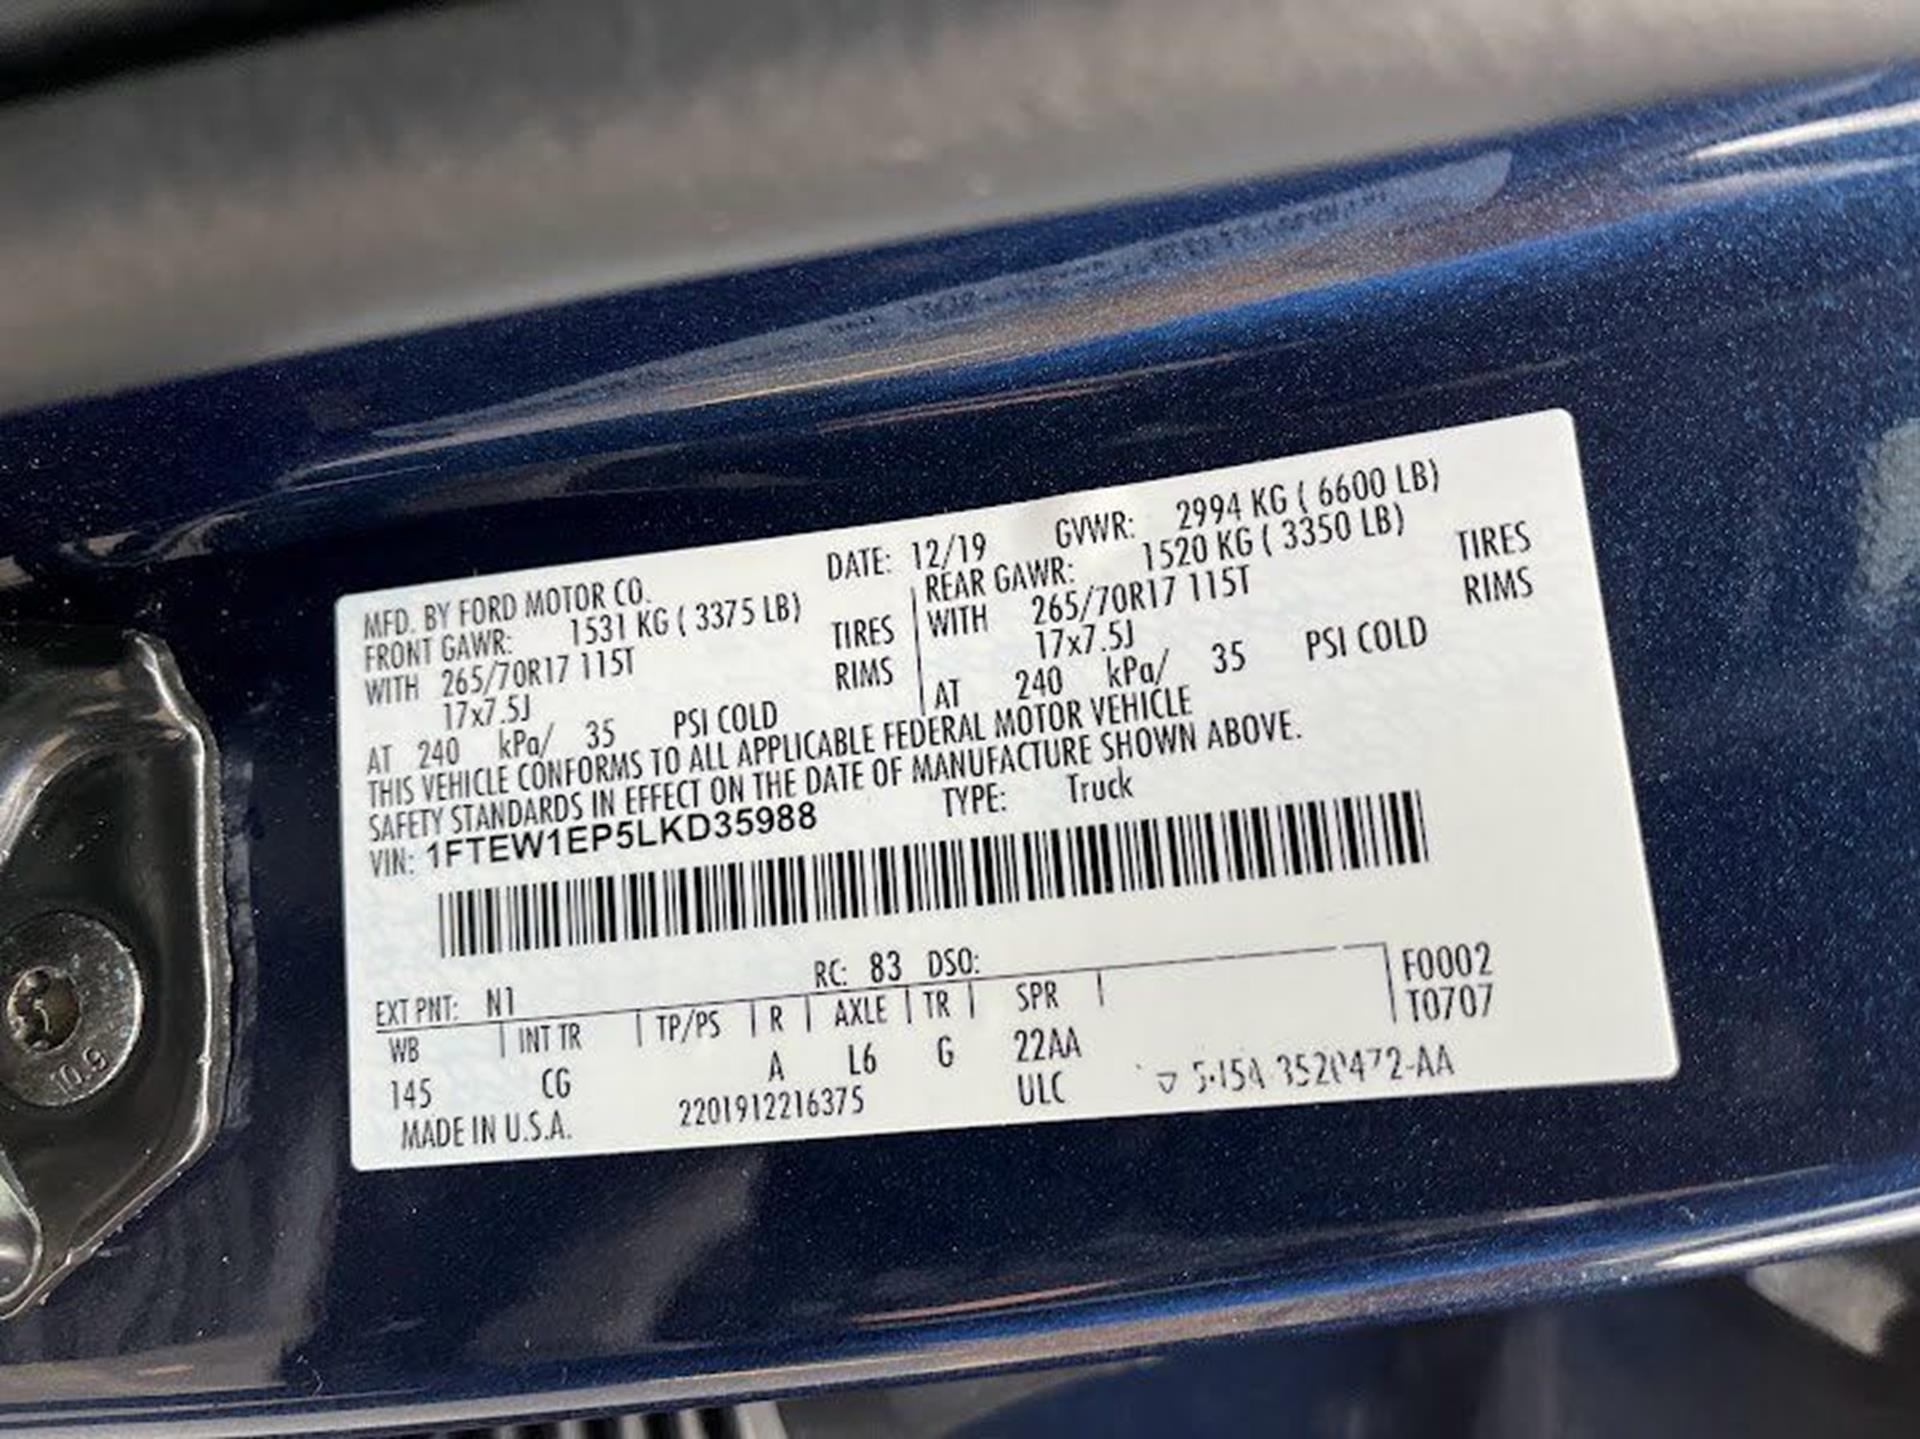 MFD. BY FORD MOTOR CO. DATE: 12/19 GVWR: 2994 KG ( 6600 LB)
FRONT GAWR: 1531 KG ( 3375 LB) REAR GAWR: 1520 KG ( 3350 LB)
WITH 265/70R17 115T TIRES WITH 265/70R17 115T TIRES
17x7.5J RIMS 17x7.5J RIMS
AT 240 kPa/ 35 PSI COLD AT 240 kPa/ 35 PSI COLD
THIS VEHICLE CONFORMS TO ALL APPLICABLE FEDERAL MOTOR VEHICLE
SAFETY STANDARDS IN EFFECT ON THE DATE OF MANUFACTURE SHOWN ABOVE.
VIN: 1FTEW1EP5LKD35988 TYPE: Truck
EXT PNT: N1 RC: 83 DSO: F0002
WB INT TR TP/PS R AXLE TR SPR T0707
145 CG A L6 G 22AA
MADE IN U.S.A. 2201912216375 ULC
10.9